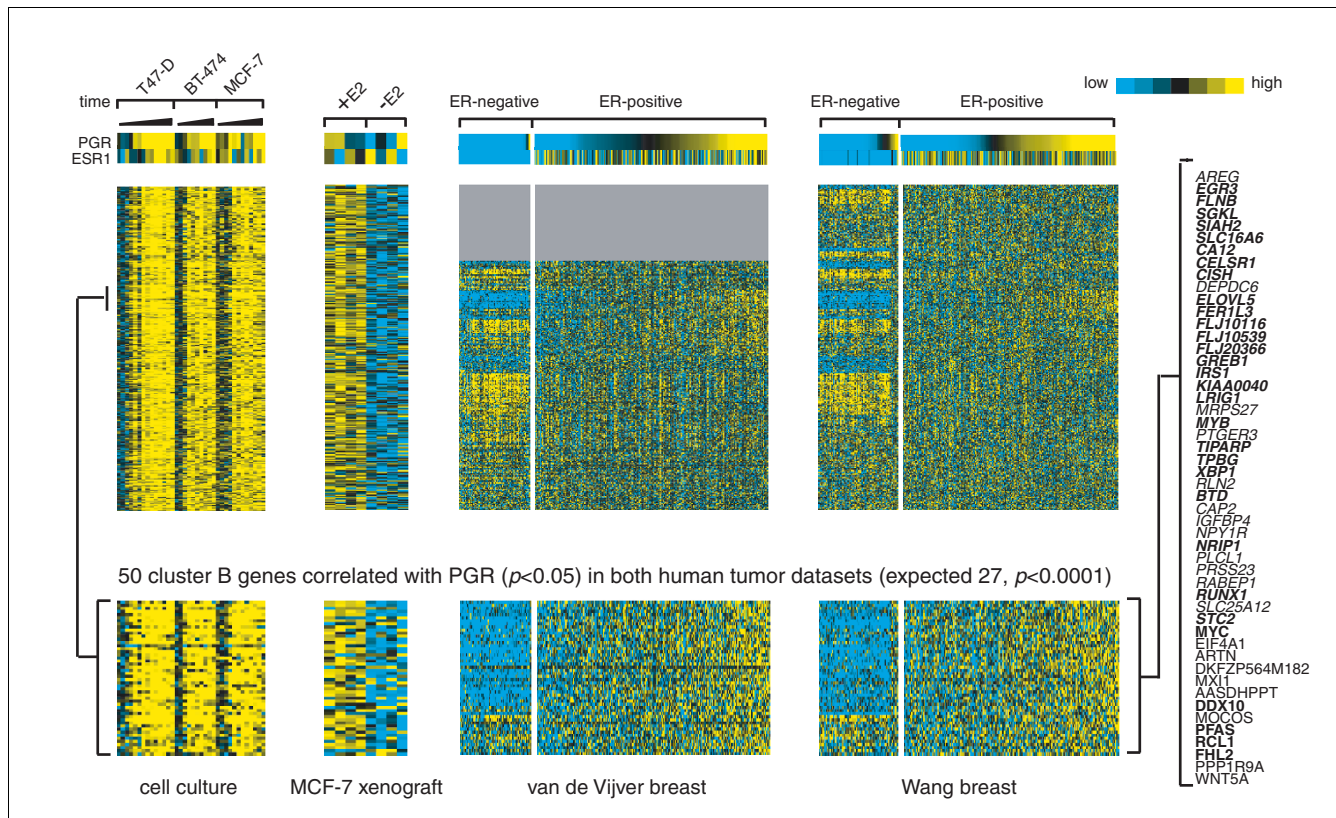 T47-D BT-474 MCF-7
time
+E2 -E2
ER-negative ER-positive
ER-negative ER-positive
low high
PGR
ESR1
AREG
EGR3
FLNB
SGKL
SIAH2
SLC16A6
CA12
CELSR1
CISH
DEPDC6
ELOVL5
FER1L3
FLJ10116
FLJ10539
FLJ20366
GREB1
IRS1
KIAA0040
LRIG1
MRPS27
MYB
PTGER3
TIPARP
TPBG
XBP1
RLN2
BTD
CAP2
IGFBP4
NPY1R
NRIP1
PLCL1
PRSS23
RABEP1
RUNX1
SLC25A12
STC2
MYC
EIF4A1
ARTN
DKFZP564M182
MXI1
AASDHPPT
DDX10
MOCOS
PFAS
RCL1
FHL2
PPP1R9A
WNT5A
50 cluster B genes correlated with PGR (p<0.05) in both human tumor datasets (expected 27, p<0.0001)
cell culture
MCF-7 xenograft
van de Vijver breast
Wang breast